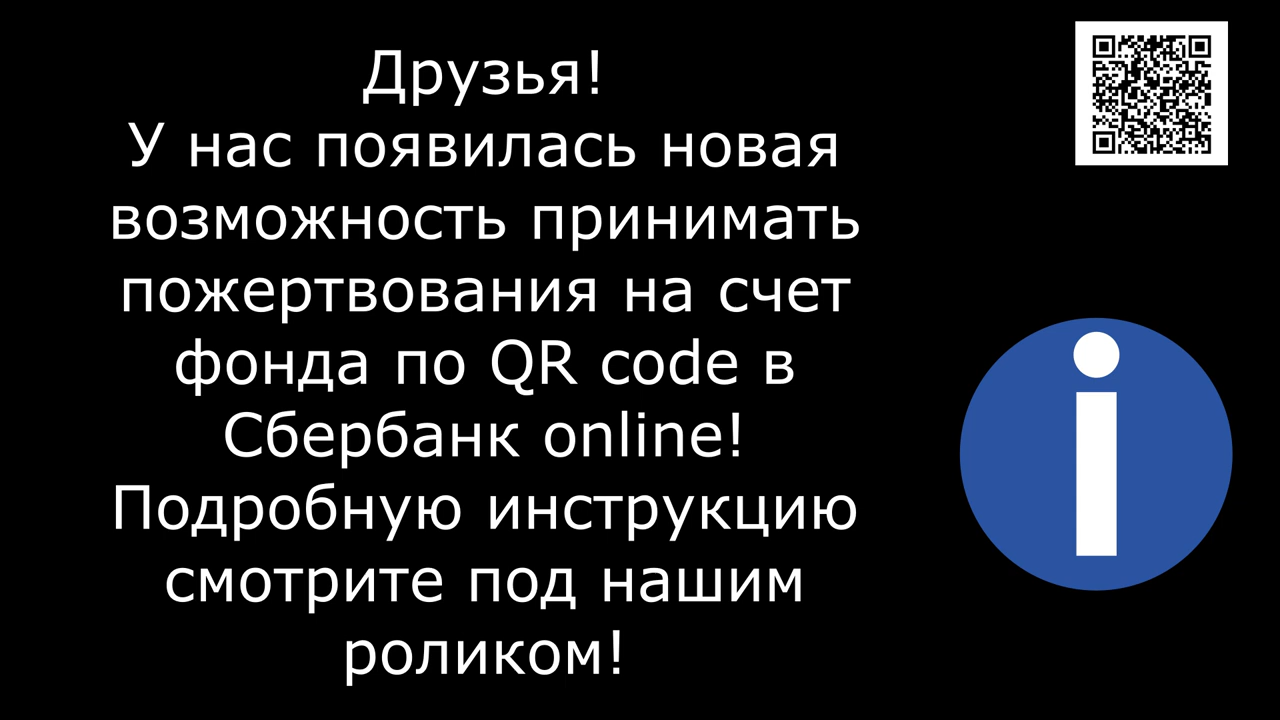 Друзья!
У нас появилась новая
возможность принимать
пожертвования на счет
фонда по QR code в
Сбербанк online!
Подробную инструкцию
смотрите под нашим
роликом!